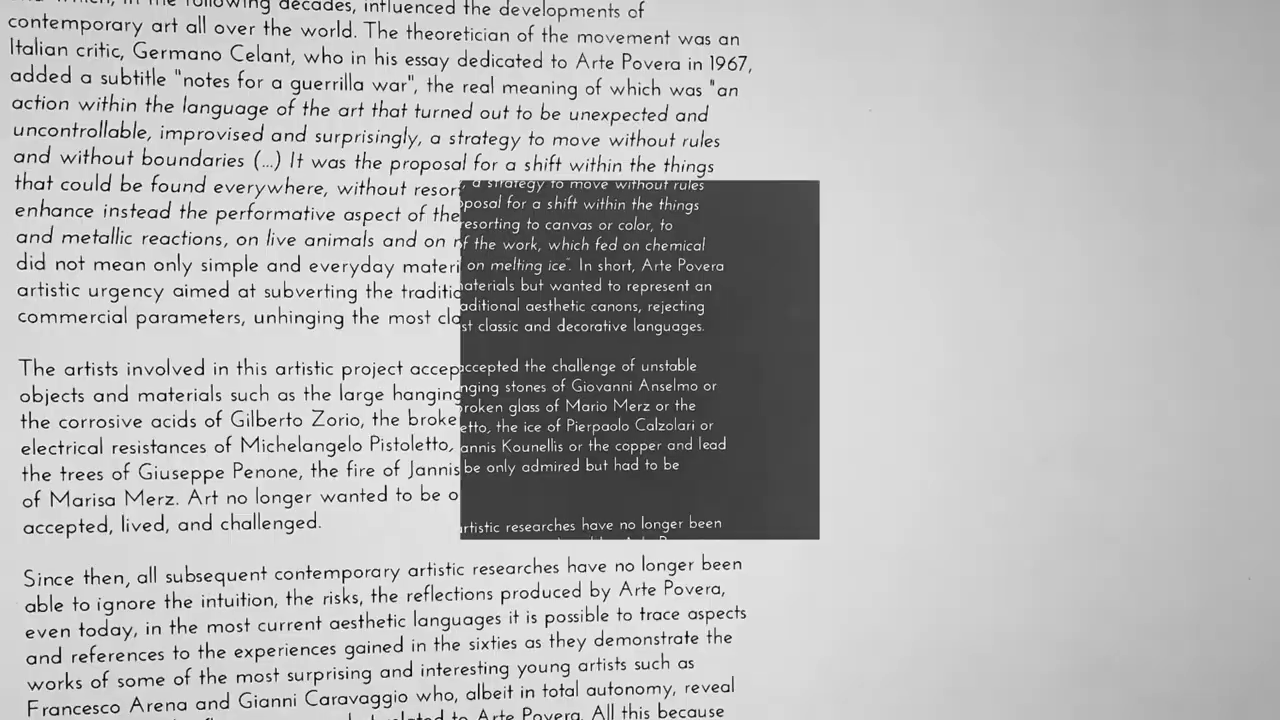 which, in the following decades, influenced the developments of
contemporary art all over the world. The theoretician of the movement was an
Italian critic, Germano Celant, who in his essay dedicated to Arte Povera in 1967,
added a subtitle "notes for a guerrilla war", the real meaning of which was "an
action within the language of the art that turned out to be unexpected and
uncontrollable, improvised and surprisingly, a strategy to move without rules
and without boundaries (...) It was the proposal for a shift within the things
that could be found everywhere, without resor
enhance instead the performative aspect of the
and metallic reactions, on live animals and on
did not mean only simple and everyday materi
artistic urgency aimed at subverting the traditio
commercial parameters, unhinging the most cla
The artists involved in this artistic project accep
objects and materials such as the large hanging
the corrosive acids of Gilberto Zorio, the broke
electrical resistances of Michelangelo Pistoletto,
the trees of Giuseppe Penone, the fire of Jannis
of Marisa Merz. Art no longer wanted to be o
accepted, lived, and challenged.
Since then, all subsequent contemporary artistic researches have no longer been
able to ignore the intuition, the risks, the reflections produced by Arte Povera,
even today, in the most current aesthetic languages it is possible to trace aspects
and references to the experiences gained in the sixties as they demonstrate the
works of some of the most surprising and interesting young artists such as
Francesco Arena and Gianni Caravaggio who, albeit in total autonomy, reveal
to Arte Povera. All this because
, a strategy to move without rules
posal for a shift within the things
resorting to canvas or color, to
f the work, which fed on chemical
on melting ice". In short, Arte Povera
aterials but wanted to represent an
aditional aesthetic canons, rejecting
st classic and decorative languages.
accepted the challenge of unstable
nging stones of Giovanni Anselmo or
broken glass of Mario Merz or the
etto, the ice of Pierpaolo Calzolari or
annis Kounellis or the copper and lead
be only admired but had to be
artistic researches have no longer been